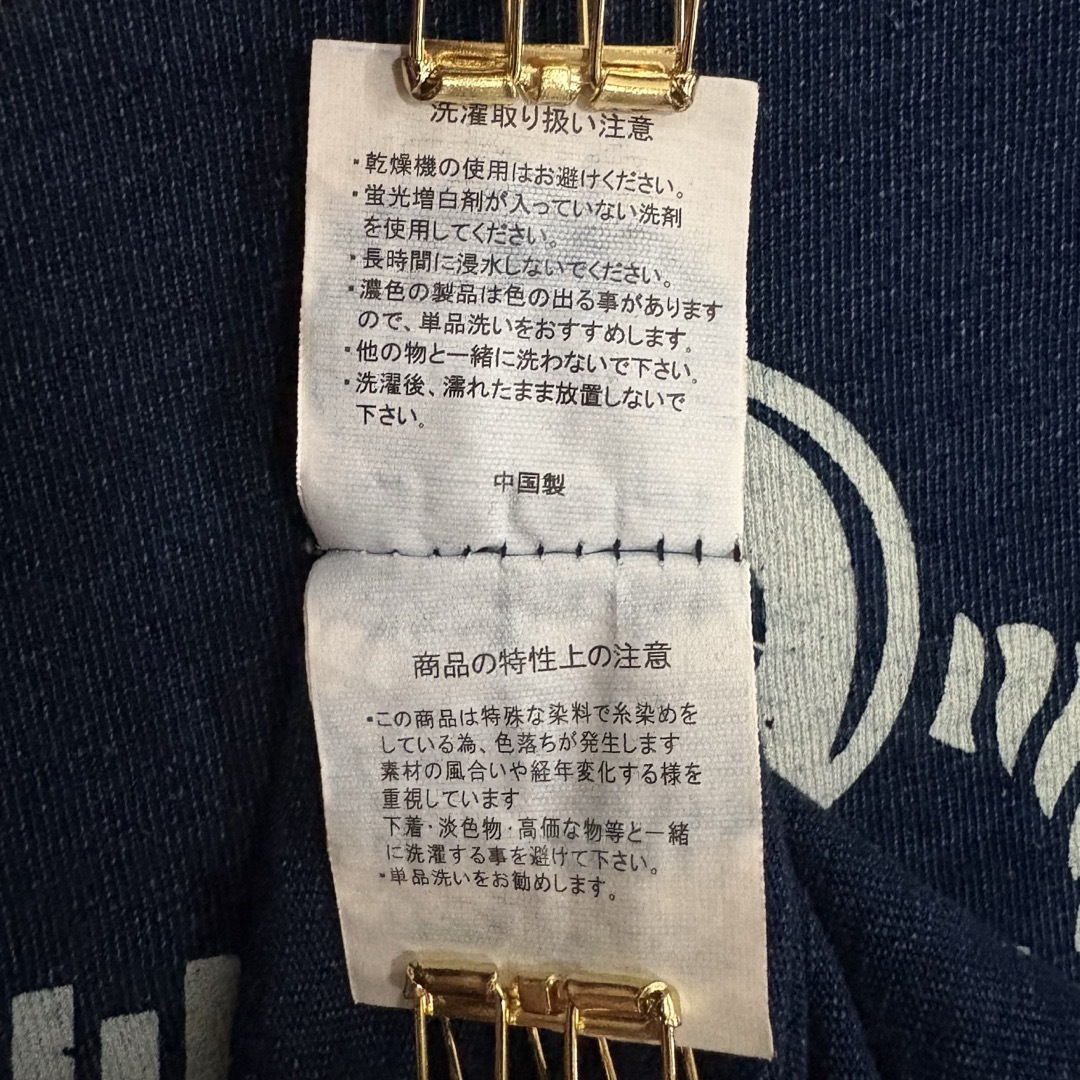 洗濯取り扱い注意
・乾燥機の使用はお避けください。
・蛍光増白剤が入っていない洗剤
を使用してください。
・長時間に浸水しないでください。
・濃色の製品は色の出る事があります
ので、単品洗いをおすすめします。
・他の物と一緒に洗わないで下さい。
・洗濯後、濡れたまま放置しないで
下さい。
中国製
商品の特性上の注意
・この商品は特殊な染料で糸染めを
している為、色落ちが発生します
素材の風合いや経年変化する様を
重視しています
下着・淡色物・高価な物等と一緒
に洗濯する事を避けて下さい。
・単品洗いをお勧めします。